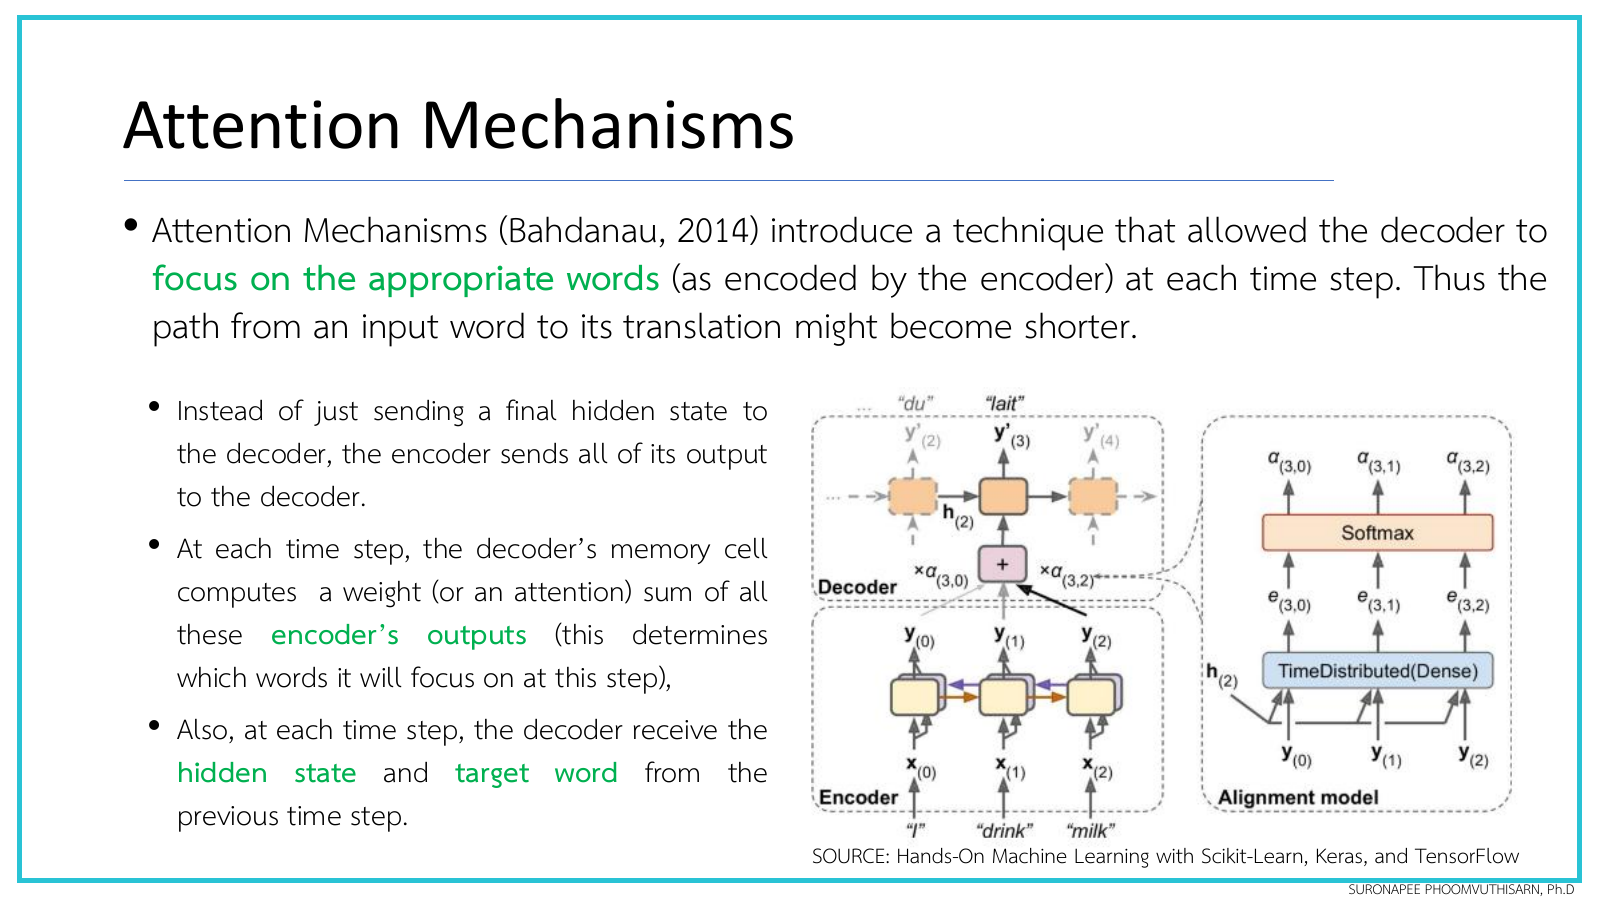 Attention Mechanisms
• Attention Mechanisms (Bahdanau, 2014) introduce a technique that allowed the decoder to
focus on the appropriate words (as encoded by the encoder) at each time step. Thus the
path from an input word to its translation might become shorter.
• Instead of just sending a final hidden state to
the decoder, the encoder sends all of its output
to the decoder.
• At each time step, the decoder's memory cell
computes a weight (or an attention) sum of all
these encoder's outputs (this determines
which words it will focus on at this step),
• Also, at each time step, the decoder receive the
hidden state and target word from the
previous time step.
... "du" "lait"
y'(2) y'(3) y'(4)
...
h(2)
+
×α(3,0) ×α(3,2)
Decoder
y(0) y(1) y(2)
x(0) x(1) x(2)
Encoder
"I" "drink" "milk"
α(3,0) α(3,1) α(3,2)
Softmax
e(3,0) e(3,1) e(3,2)
TimeDistributed(Dense)
h(2)
y(0) y(1) y(2)
Alignment model
SOURCE: Hands-On Machine Learning with Scikit-Learn, Keras, and TensorFlow
SURONAPEE PHOOMVUTHISARN, Ph.D